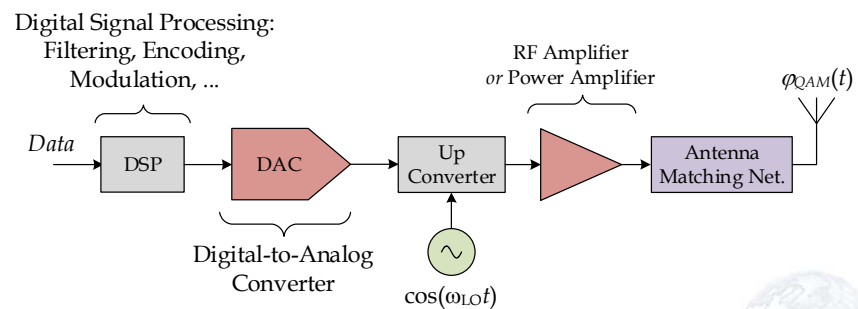 Digital Signal Processing:
Filtering, Encoding,
Modulation, ...
RF Amplifier
or Power Amplifier
φQAM(t)
Data
DSP
DAC
Up
Converter
Antenna
Matching Net.
Digital-to-Analog
Converter
cos(ωLOt)